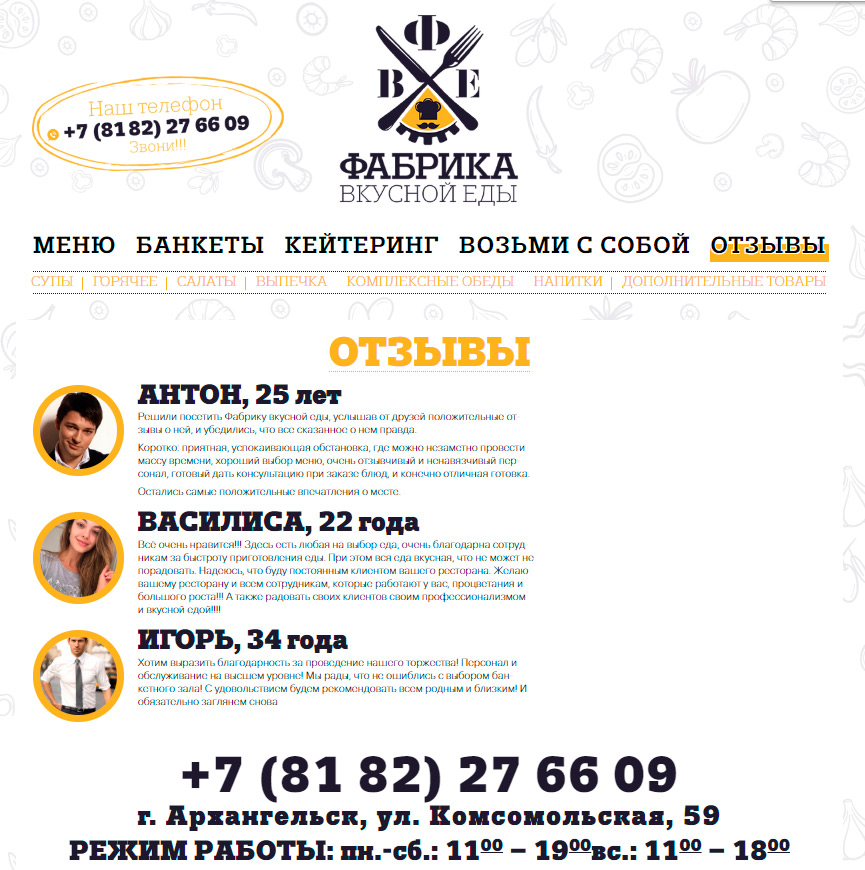 Ф
В Е
ФАБРИКА
ВКУСНОЙ ЕДЫ
Наш телефон
+7 (81 82) 27 66 09
Звони!!!
МЕНЮ БАНКЕТЫ КЕЙТЕРИНГ ВОЗЬМИ С СОБОЙ ОТЗЫВЫ
СУПЫ | ГОРЯЧЕЕ | САЛАТЫ | ВЫПЕЧКА КОМПЛЕКСНЫЕ ОБЕДЫ НАПИТКИ | ДОПОЛНИТЕЛЬНЫЕ ТОВАРЫ
ОТЗЫВЫ
АНТОН, 25 лет
Решили посетить Фабрику вкусной еды, услышав от друзей положительные от
зывы о ней, и убедились, что все сказанное о нем правда.
Коротко: приятная, успокаивающая обстановка, где можно незаметно провести
массу времени, хороший выбор меню, очень отзывчивый и ненавязчивый пер-
сонал, готовый дать консультацию при заказе блюд, и конечно отличная готовка.
Остались самые положительные впечатления о месте.
ВАСИЛИСА, 22 года
Всё очень нравится!!! Здесь есть любая на выбор еда, очень благодарна сотруд-
никам за быстроту приготовления еды. При этом вся еда вкусная, что не может не
порадовать. Надеюсь, что буду постоянным клиентом вашего ресторана. Желаю
вашему ресторану и всем сотрудникам, которые работают у вас, процветания и
большого роста!!! А также радовать своих клиентов своим профессионализмом
и вкусной едой!!!!
ИГОРЬ, 34 года
Хотим выразить благодарность за проведение нашего торжества! Персонал и
обслуживание на высшем уровне! Мы рады, что не ошиблись с выбором бан
кетного зала! С удовольствием будем рекомендовать всем родным и близким! И
обязательно заглянем снова
+7 (81 82) 27 66 09
г. Архангельск, ул. Комсомольская, 59
РЕЖИМ РАБОТЫ: пн.-сб.: 11⁰⁰ – 19⁰⁰вс.: 11⁰⁰ – 18⁰⁰